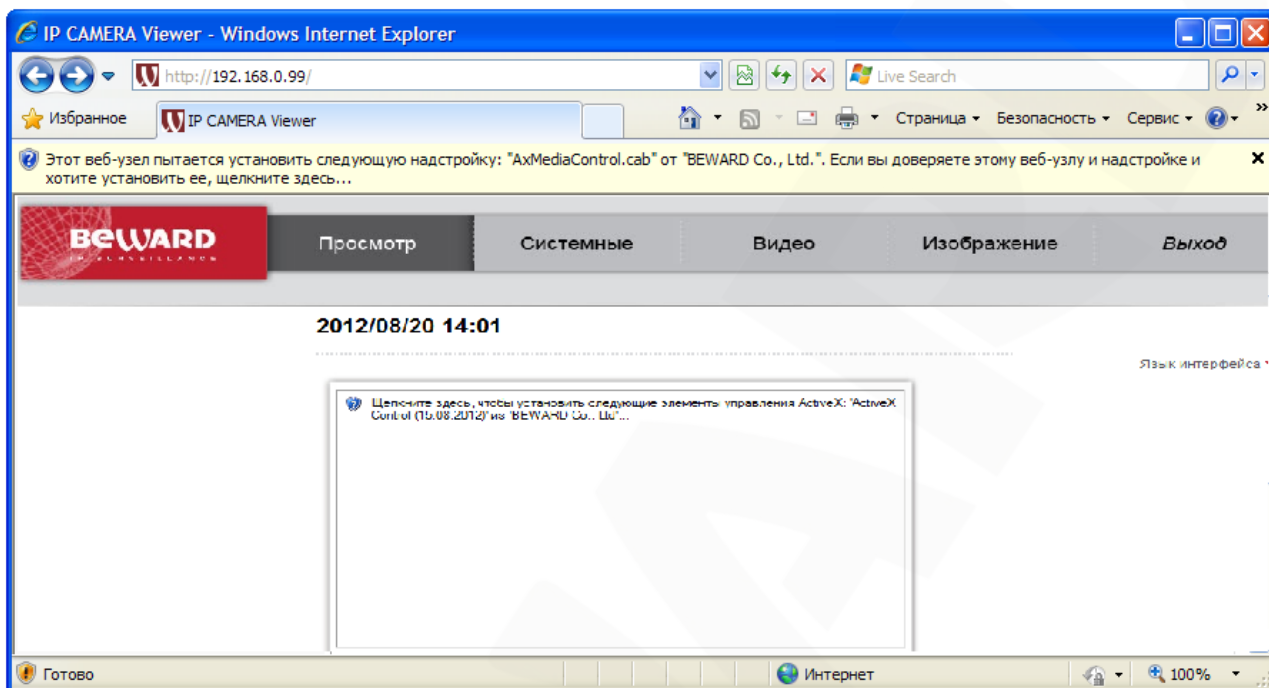 IP CAMERA Viewer - Windows Internet Explorer
http://192.168.0.99/
Live Search
Избранное
IP CAMERA Viewer
Страница
Безопасность
Сервис
Этот веб-узел пытается установить следующую надстройку: "AxMediaControl.cab" от "BEWARD Co., Ltd.". Если вы доверяете этому веб-узлу и надстройке и
хотите установить ее, щелкните здесь...
BEWARD
IP SURVEILLANCE
Просмотр
Системные
Видео
Изображение
Выход
2012/08/20 14:01
Язык интерфейса
Щелкните здесь, чтобы установить следующие элементы управления ActiveX: "ActiveX
Control (15.08.2012)" из "BEWARD Co., Ltd"...
Готово
Интернет
100%